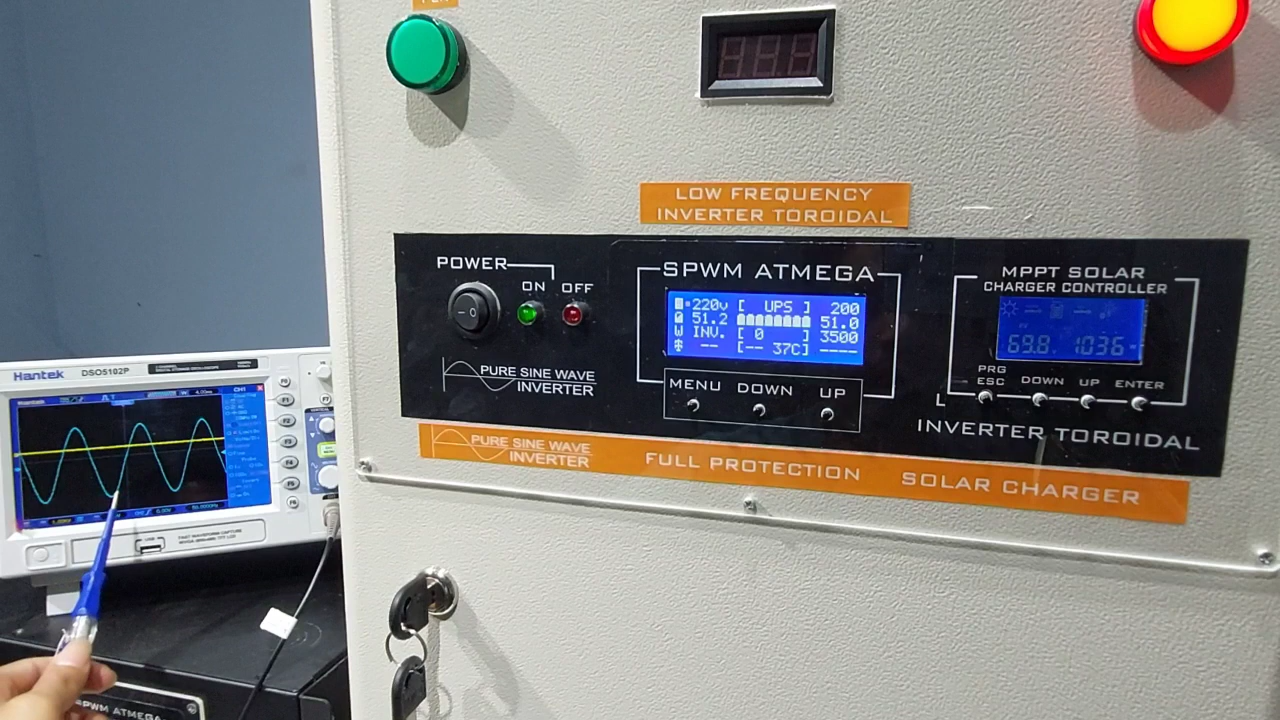 LOW FREQUENCY
INVERTER TOROIDAL
POWER
ON OFF
PURE SINE WAVE
INVERTER
SPWM ATMEGA
220v [ UPS ] 200
51.2 51.0
INV. [ 0 ] 3500
-- [-- 37C] -----
MENU DOWN UP
MPPT SOLAR
CHARGER CONTROLLER
69.8 1036
PRG
ESC DOWN UP ENTER
INVERTER TOROIDAL
PURE SINE WAVE
INVERTER
FULL PROTECTION
SOLAR CHARGER
Hantek DSO5102P
CH1
SPWM ATMEGA